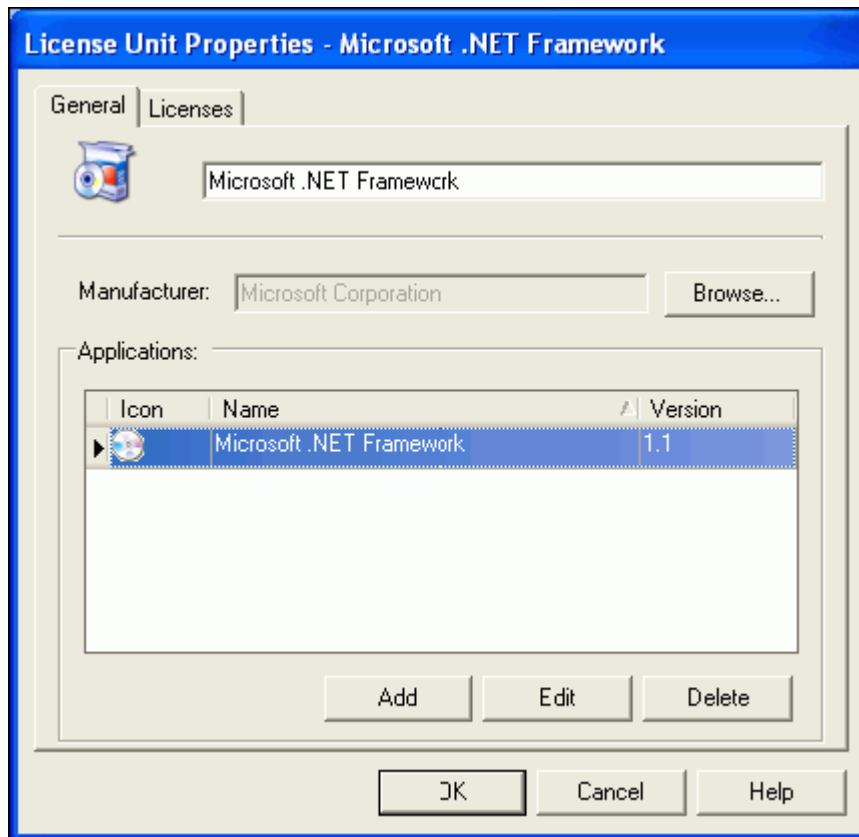 License Unit Properties - Microsoft .NET Framework
General Licenses
Microsoft .NET Framework
Manufacturer: Microsoft Corporation Browse...
Applications:
Icon Name Version
Microsoft .NET Framework 1.1
Add Edit Delete
OK Cancel Help